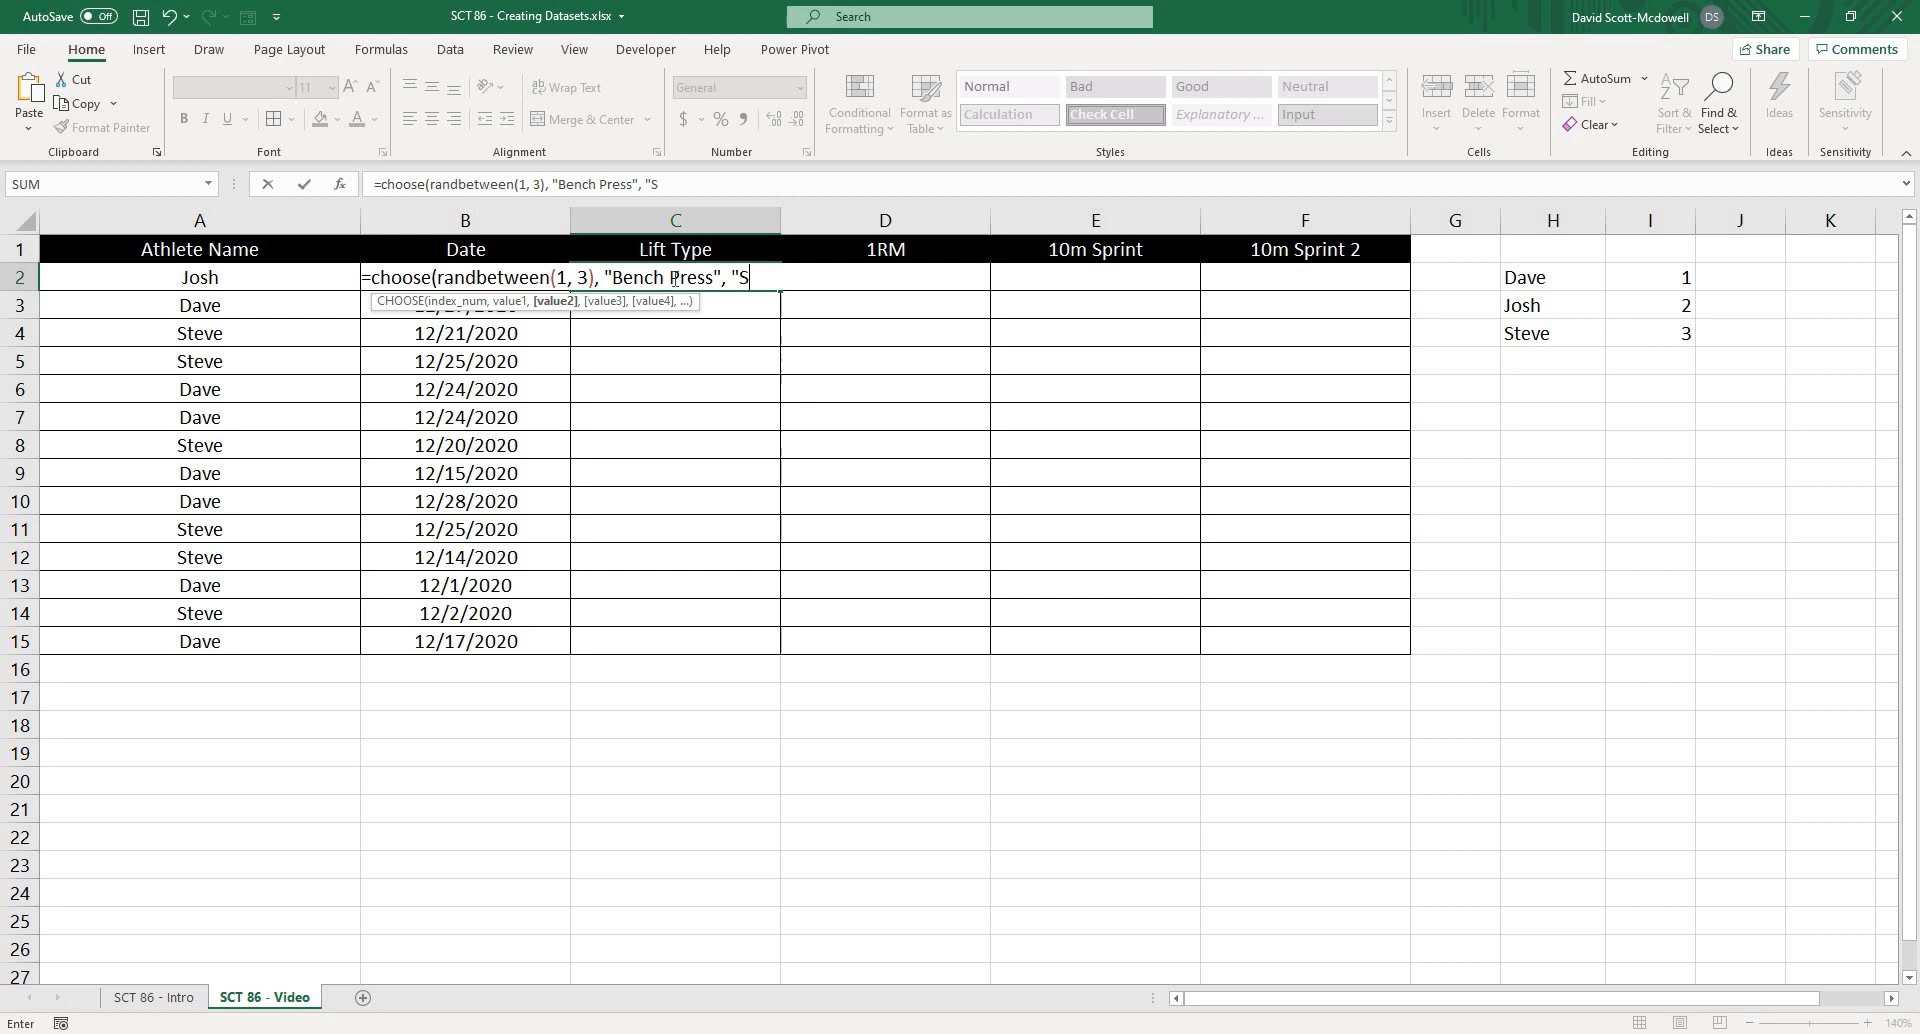 AutoSave Off SCT 86 - Creating Datasets.xlsx Search David Scott-Mcdowell DS
File Home Insert Draw Page Layout Formulas Data Review View Developer Help Power Pivot Share Comments
Paste Cut Copy Format Painter
11
Wrap Text Merge & Center
General
$ % ,
Conditional Formatting Format as Table
Normal Bad Good Neutral
Calculation Check Cell Explanatory ... Input
Insert Delete Format
AutoSum Fill Clear
Sort & Filter Find & Select
Ideas Sensitivity
Clipboard Font Alignment Number Styles Cells Editing Ideas Sensitivity
SUM fx =choose(randbetween(1, 3), "Bench Press", "S
A B C D E F G H I J K
1 Athlete Name Date Lift Type 1RM 10m Sprint 10m Sprint 2
2 Josh =choose(randbetween(1, 3), "Bench Press", "S Dave 1
CHOOSE(index_num, value1, [value2], [value3], [value4], ...)
3 Dave Josh 2
4 Steve 12/21/2020 Steve 3
5 Steve 12/25/2020
6 Dave 12/24/2020
7 Dave 12/24/2020
8 Steve 12/20/2020
9 Dave 12/15/2020
10 Dave 12/28/2020
11 Steve 12/25/2020
12 Steve 12/14/2020
13 Dave 12/1/2020
14 Steve 12/2/2020
15 Dave 12/17/2020
16
17
18
19
20
21
22
23
24
25
26
27
SCT 86 - Intro SCT 86 - Video
Enter 140%